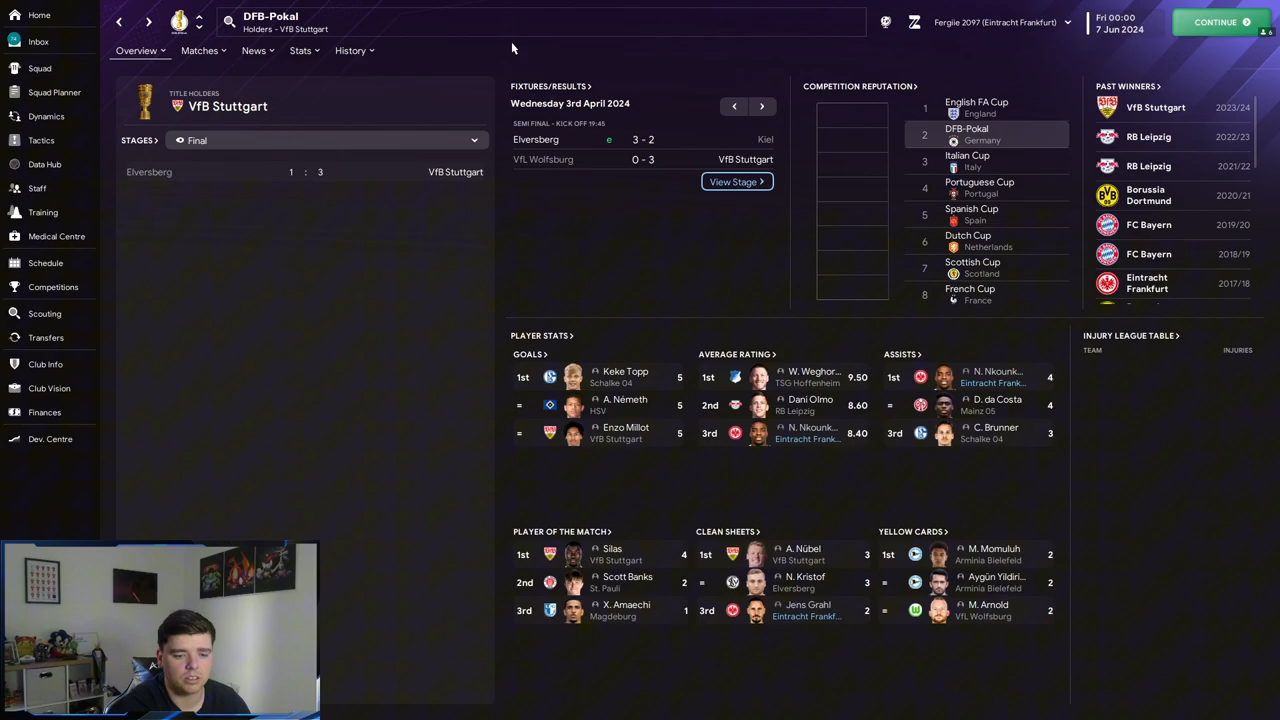 Home
Inbox
Squad
Squad Planner
Dynamics
Tactics
Data Hub
Staff
Training
Medical Centre
Schedule
Competitions
Scouting
Transfers
Club Info
Club Vision
Finances
Dev. Centre
DFB-Pokal
Holders - VfB Stuttgart
Fergiie 2097 (Eintracht Frankfurt)
Fri 00:00
7 Jun 2024
CONTINUE
6
Overview
Matches
News
Stats
History
TITLE HOLDERS
VfB Stuttgart
STAGES
Final
Elversberg 1 : 3 VfB Stuttgart
FIXTURES/RESULTS
Wednesday 3rd April 2024
SEMI FINAL - KICK OFF 19:45
Elversberg e 3 - 2 Kiel
VfL Wolfsburg 0 - 3 VfB Stuttgart
View Stage
COMPETITION REPUTATION
1 English FA Cup
England
2 DFB-Pokal
Germany
3 Italian Cup
Italy
4 Portuguese Cup
Portugal
5 Spanish Cup
Spain
6 Dutch Cup
Netherlands
7 Scottish Cup
Scotland
8 French Cup
France
PAST WINNERS
VfB Stuttgart 2023/24
RB Leipzig 2022/23
RB Leipzig 2021/22
Borussia Dortmund 2020/21
FC Bayern 2019/20
FC Bayern 2018/19
Eintracht Frankfurt 2017/18
PLAYER STATS
GOALS
1st Keke Topp 5
Schalke 04
= A. Németh 5
HSV
= Enzo Millot 5
VfB Stuttgart
AVERAGE RATING
1st W. Weghor... 9.50
TSG Hoffenheim
2nd Dani Olmo 8.60
RB Leipzig
3rd N. Nkounk... 8.40
Eintracht Frank...
ASSISTS
1st N. Nkounk... 4
Eintracht Frank...
= D. da Costa 4
Mainz 05
3rd C. Brunner 3
Schalke 04
INJURY LEAGUE TABLE
TEAM INJURIES
PLAYER OF THE MATCH
1st Silas 4
VfB Stuttgart
2nd Scott Banks 2
St. Pauli
3rd X. Amaechi 1
Magdeburg
CLEAN SHEETS
1st A. Nübel 3
VfB Stuttgart
= N. Kristof 3
Elversberg
3rd Jens Grahl 2
Eintracht Frankf...
YELLOW CARDS
1st M. Momuluh 2
Arminia Bielefeld
= Aygün Yildiri... 2
Arminia Bielefeld
= M. Arnold 2
VfL Wolfsburg